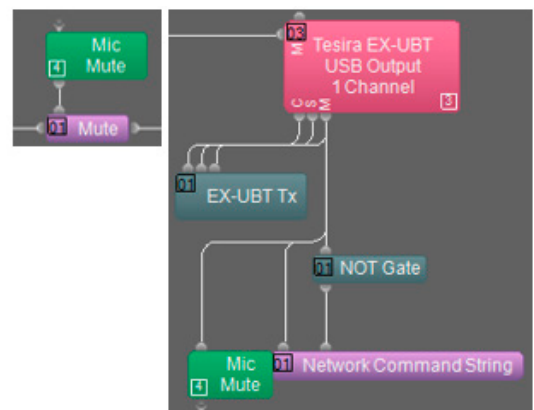 Mic
Mute
4
01 Mute
03
M
Tesira EX-UBT
USB Output
1 Channel
3
C S M
01
EX-UBT Tx
01 NOT Gate
Mic
Mute
4
01 Network Command String